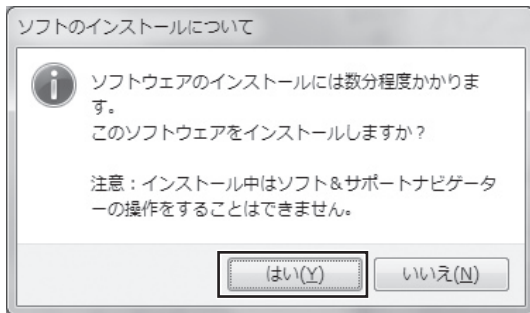 ソフトのインストールについて
ソフトウェアのインストールには数分程度かかりま
す。
このソフトウェアをインストールしますか？
注意：インストール中はソフト＆サポートナビゲータ
ーの操作をすることはできません。
はい(Y)
いいえ(N)